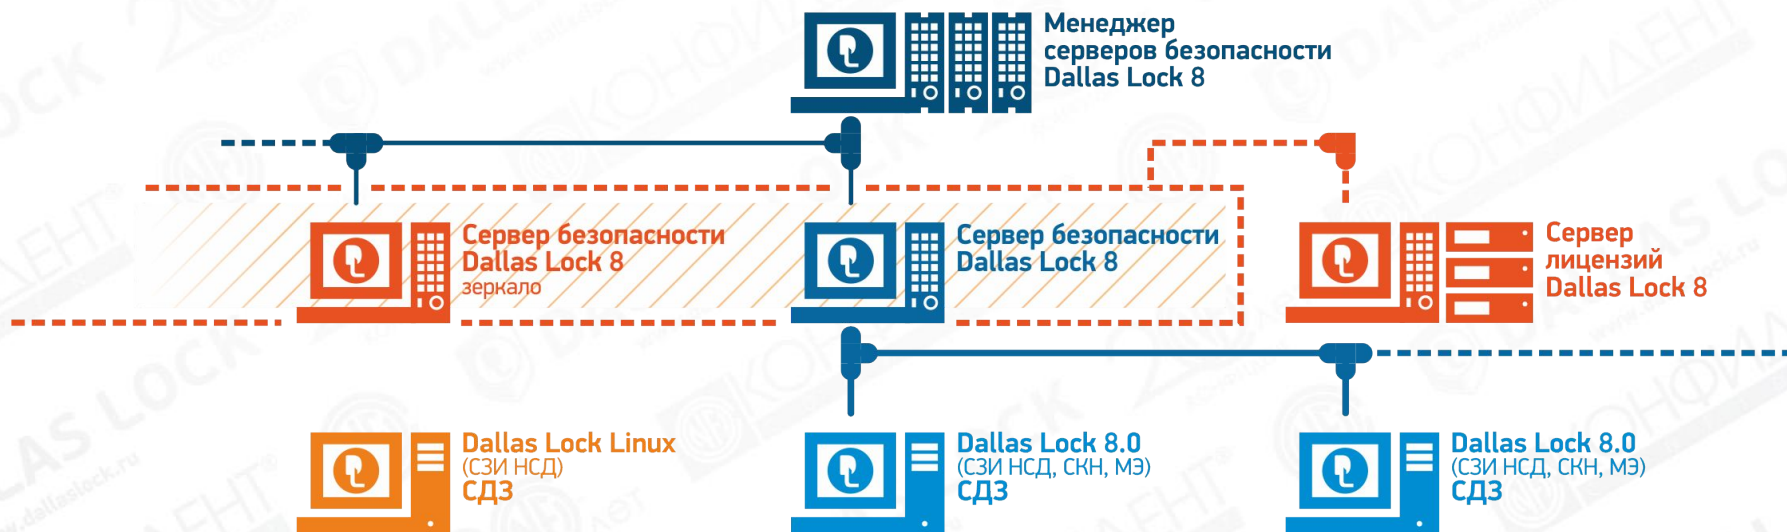 Менеджер
серверов безопасности
Dallas Lock 8
Сервер безопасности
Dallas Lock 8
зеркало
Сервер безопасности
Dallas Lock 8
Сервер
лицензий
Dallas Lock 8
Dallas Lock Linux
(СЗИ НСД)
СДЗ
Dallas Lock 8.0
(СЗИ НСД, СКН, МЭ)
СДЗ
Dallas Lock 8.0
(СЗИ НСД, СКН, МЭ)
СДЗ